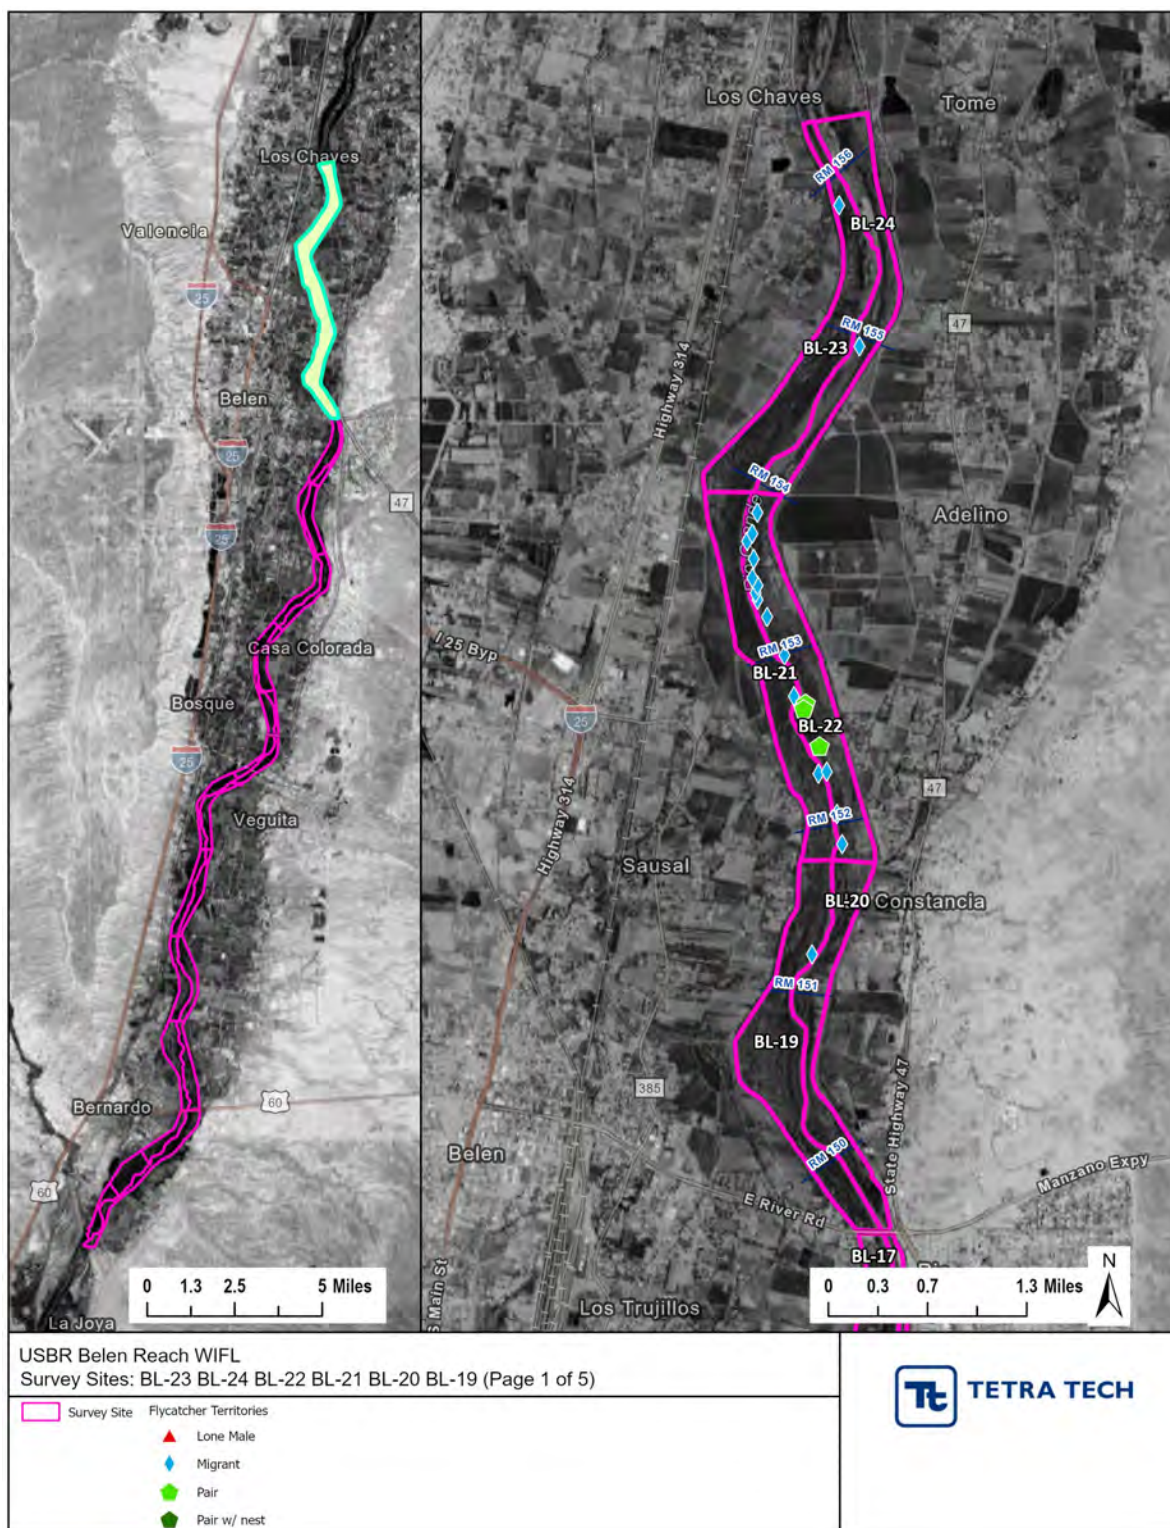 Los Chaves
Valencia
25
Belen
25
47
25
Casa Colorada
Bosque
25
Veguita
Bernardo
60
60
La Joya
0 1.3 2.5 5 Miles
Los Chaves
Tome
RM 156
BL-24
47
RM 155
BL-23
Highway 314
RM 154
Adelino
RM 153
I 25 Byp
BL-21
25
BL-22
47
Highway 314
RM 152
Sausal
BL-20
Constancia
RM 151
BL-19
385
State Highway 47
Belen
RM 150
Manzano Expy
E River Rd
BL-17
S Main St
Los Trujillos
0 0.3 0.7 1.3 Miles
N
USBR Belen Reach WIFL
Survey Sites: BL-23 BL-24 BL-22 BL-21 BL-20 BL-19 (Page 1 of 5)
Survey Site
Flycatcher Territories
Lone Male
Migrant
Pair
Pair w/ nest
Tt TETRA TECH